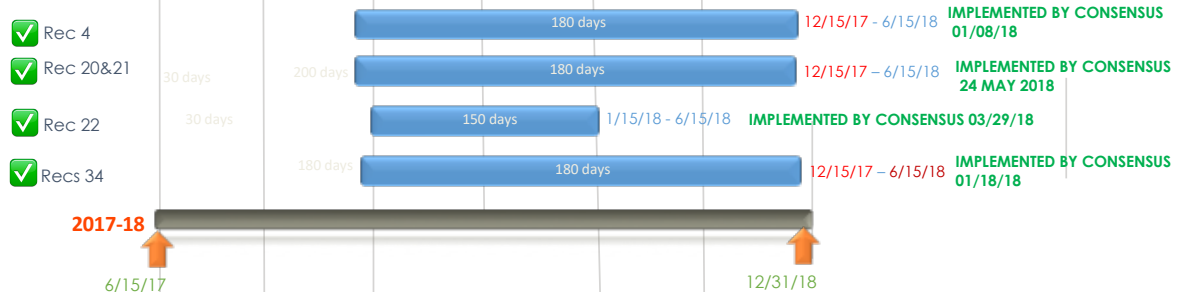 Rec 4
180 days
12/15/17 - 6/15/18
IMPLEMENTED BY CONSENSUS
01/08/18
Rec 20&21
30 days
200 days
180 days
12/15/17 – 6/15/18
IMPLEMENTED BY CONSENSUS
24 MAY 2018
Rec 22
30 days
150 days
1/15/18 - 6/15/18
IMPLEMENTED BY CONSENSUS 03/29/18
Recs 34
180 days
180 days
12/15/17 – 6/15/18
IMPLEMENTED BY CONSENSUS
01/18/18
2017-18
6/15/17
12/31/18